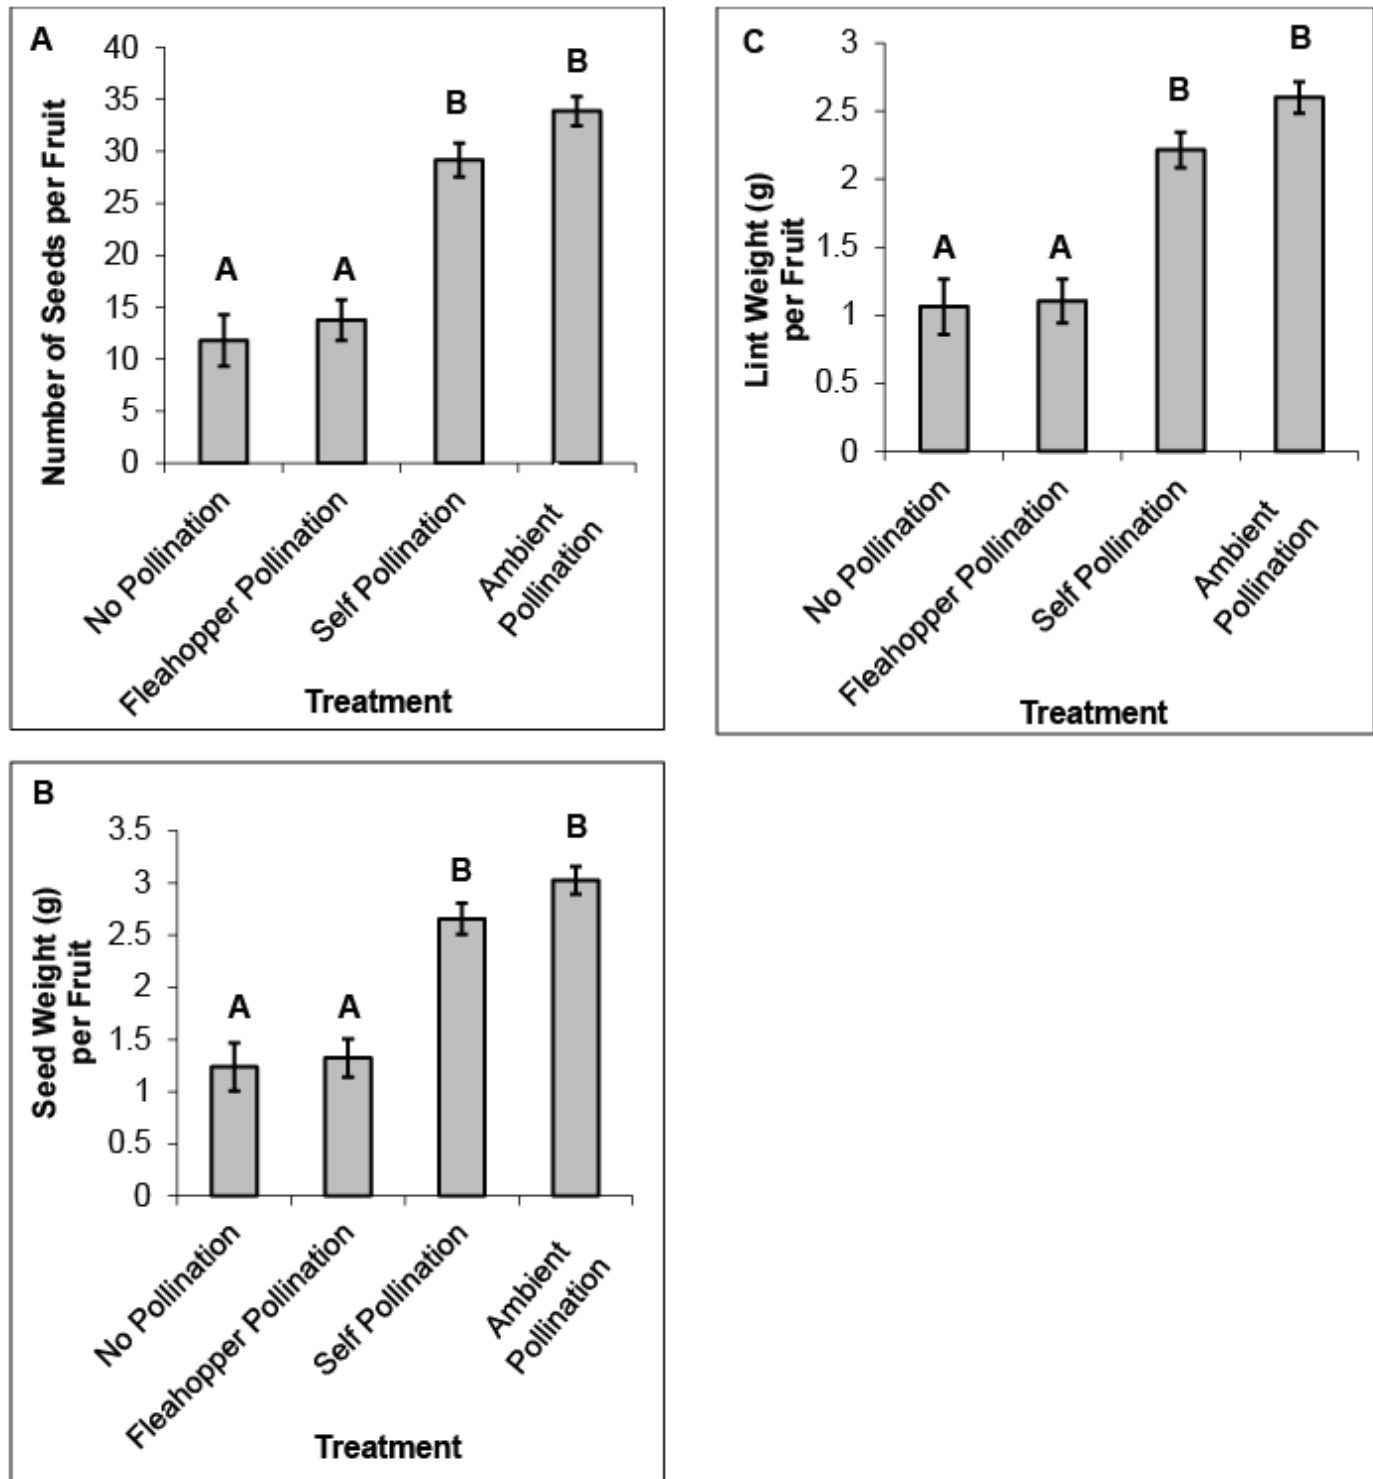 A
Number of Seeds per Fruit
40
35
30
25
20
15
10
5
0
A
A
B
B
No Pollination
Fleahopper Pollination
Self Pollination
Ambient
Pollination
Treatment
C
Lint Weight (g)
per Fruit
3
2.5
2
1.5
1
0.5
0
A
A
B
B
No Pollination
Fleahopper Pollination
Self Pollination
Ambient
Pollination
Treatment
B
Seed Weight (g)
per Fruit
3.5
3
2.5
2
1.5
1
0.5
0
A
A
B
B
No Pollination
Fleahopper Pollination
Self Pollination
Ambient
Pollination
Treatment